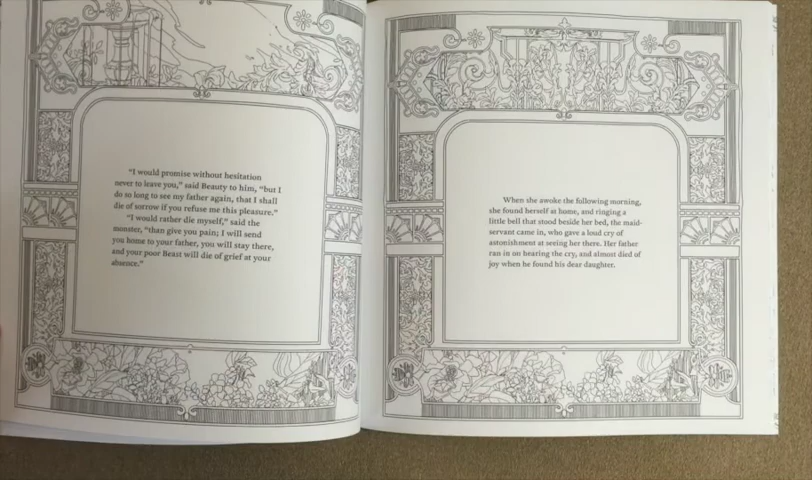 "I would promise without hesitation
never to leave you," said Beauty to him, "but I
do so long to see my father again, that I shall
die of sorrow if you refuse me this pleasure."
"I would rather die myself," said the
monster, "than give you pain; I will send
you home to your father, you will stay there,
and your poor Beast will die of grief at your
absence."
When she awoke the following morning,
she found herself at home, and ringing a
little bell that stood beside her bed, the maid-
servant came in, who gave a loud cry of
astonishment at seeing her there. Her father
ran in on hearing the cry, and almost died of
joy when he found his dear daughter.